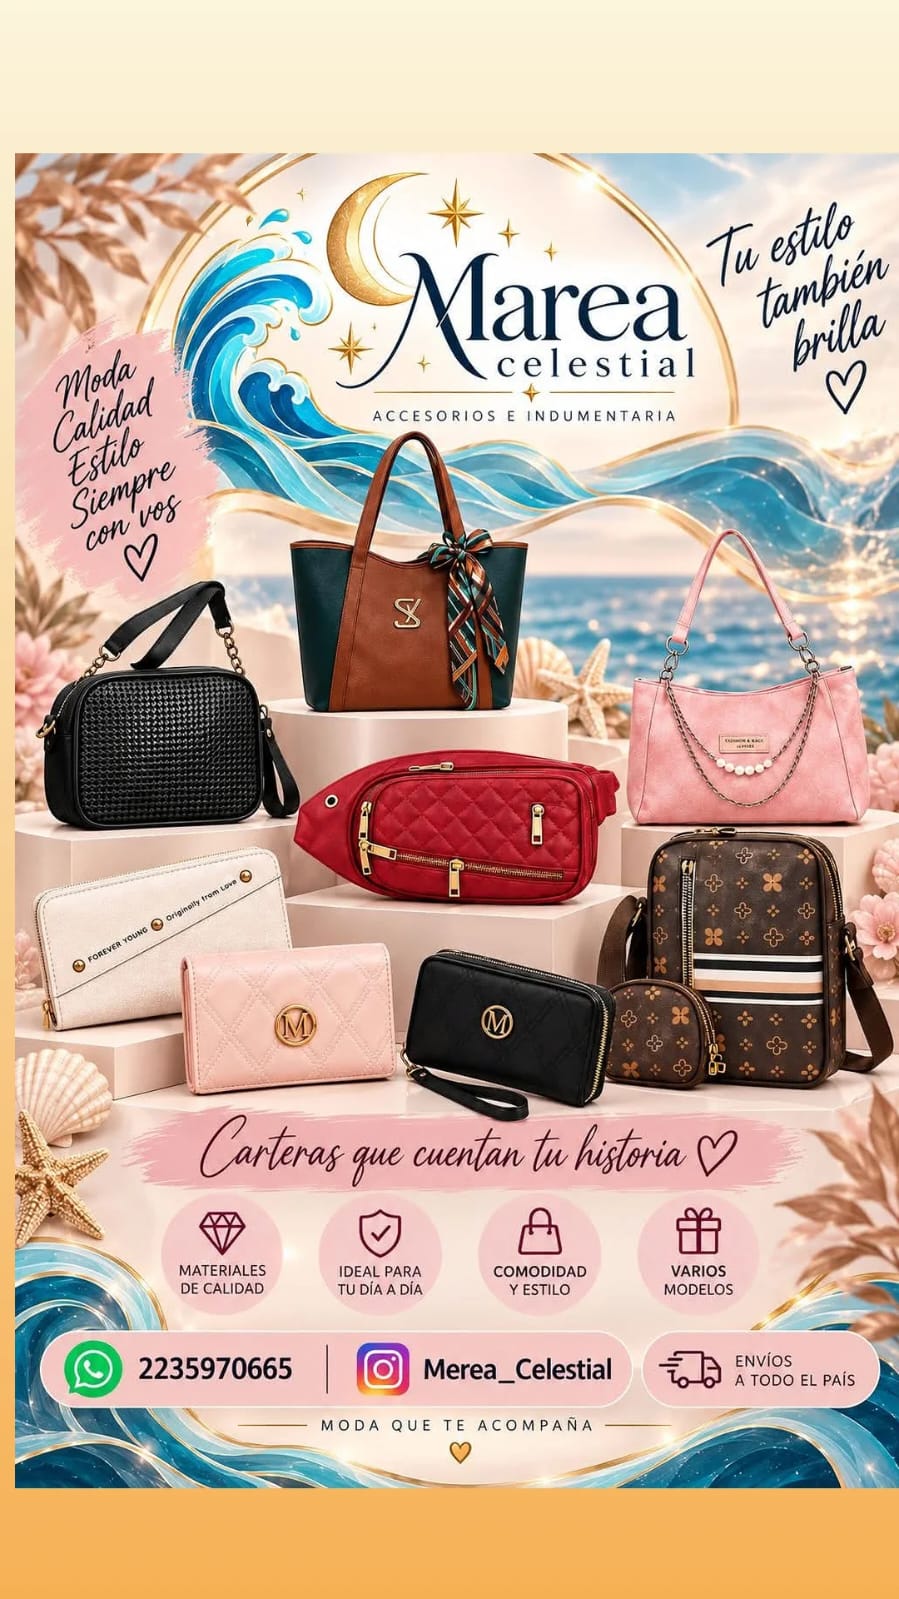 Marea
celestial
ACCESORIOS E INDUMENTARIA
Tu estilo
también
brilla
Moda
Calidad
Estilo
Siempre
con vos
SK
FOREVER YOUNG
Originally from Love
M
M
Carteras que cuentan tu historia
MATERIALES
DE CALIDAD
IDEAL PARA
TU DÍA A DÍA
COMODIDAD
Y ESTILO
VARIOS
MODELOS
2235970665
Merea_Celestial
ENVÍOS
A TODO EL PAÍS
MODA QUE TE ACOMPAÑA